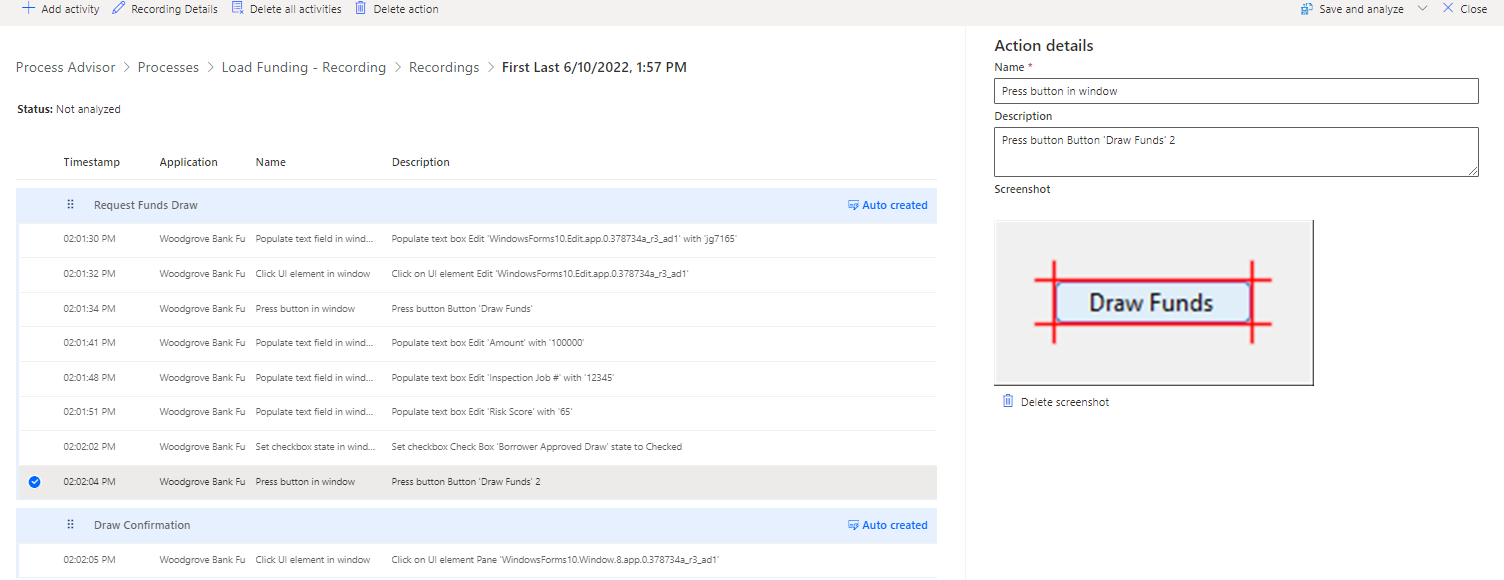 Add activity Recording Details Delete all activities Delete action Save and analyze Close
Process Advisor > Processes > Load Funding - Recording > Recordings > First Last 6/10/2022, 1:57 PM
Status: Not analyzed
Timestamp Application Name Description
Request Funds Draw Auto created
02:01:30 PM Woodgrove Bank Fu Populate text field in wind... Populate text box Edit 'WindowsForms10.Edit.app.0.378734a_r3_ad1' with 'jg7165'
02:01:32 PM Woodgrove Bank Fu Click UI element in window Click on UI element Edit 'WindowsForms10.Edit.app.0.378734a_r3_ad1'
02:01:34 PM Woodgrove Bank Fu Press button in window Press button Button 'Draw Funds'
02:01:41 PM Woodgrove Bank Fu Populate text field in wind... Populate text box Edit 'Amount' with '100000'
02:01:48 PM Woodgrove Bank Fu Populate text field in wind... Populate text box Edit 'Inspection Job #' with '12345'
02:01:51 PM Woodgrove Bank Fu Populate text field in wind... Populate text box Edit 'Risk Score' with '65'
02:02:02 PM Woodgrove Bank Fu Set checkbox state in wind... Set checkbox Check Box 'Borrower Approved Draw' state to Checked
02:02:04 PM Woodgrove Bank Fu Press button in window Press button Button 'Draw Funds' 2
Draw Confirmation Auto created
02:02:05 PM Woodgrove Bank Fu Click UI element in window Click on UI element Pane 'WindowsForms10.Window.8.app.0.378734a_r3_ad1'
Action details
Name *
Press button in window
Description
Press button Button 'Draw Funds' 2
Screenshot
Draw Funds
Delete screenshot